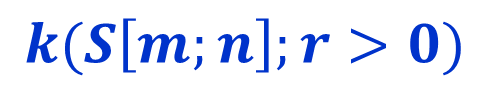 k(S[m; n]; r > 0)